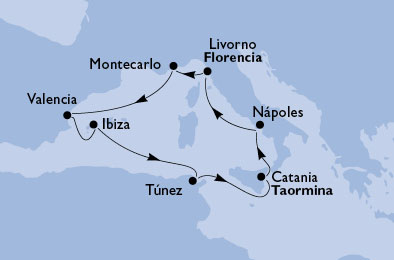 Livorno
Florencia
Montecarlo
Valencia
Ibiza
Nápoles
Túnez
Catania
Taormina